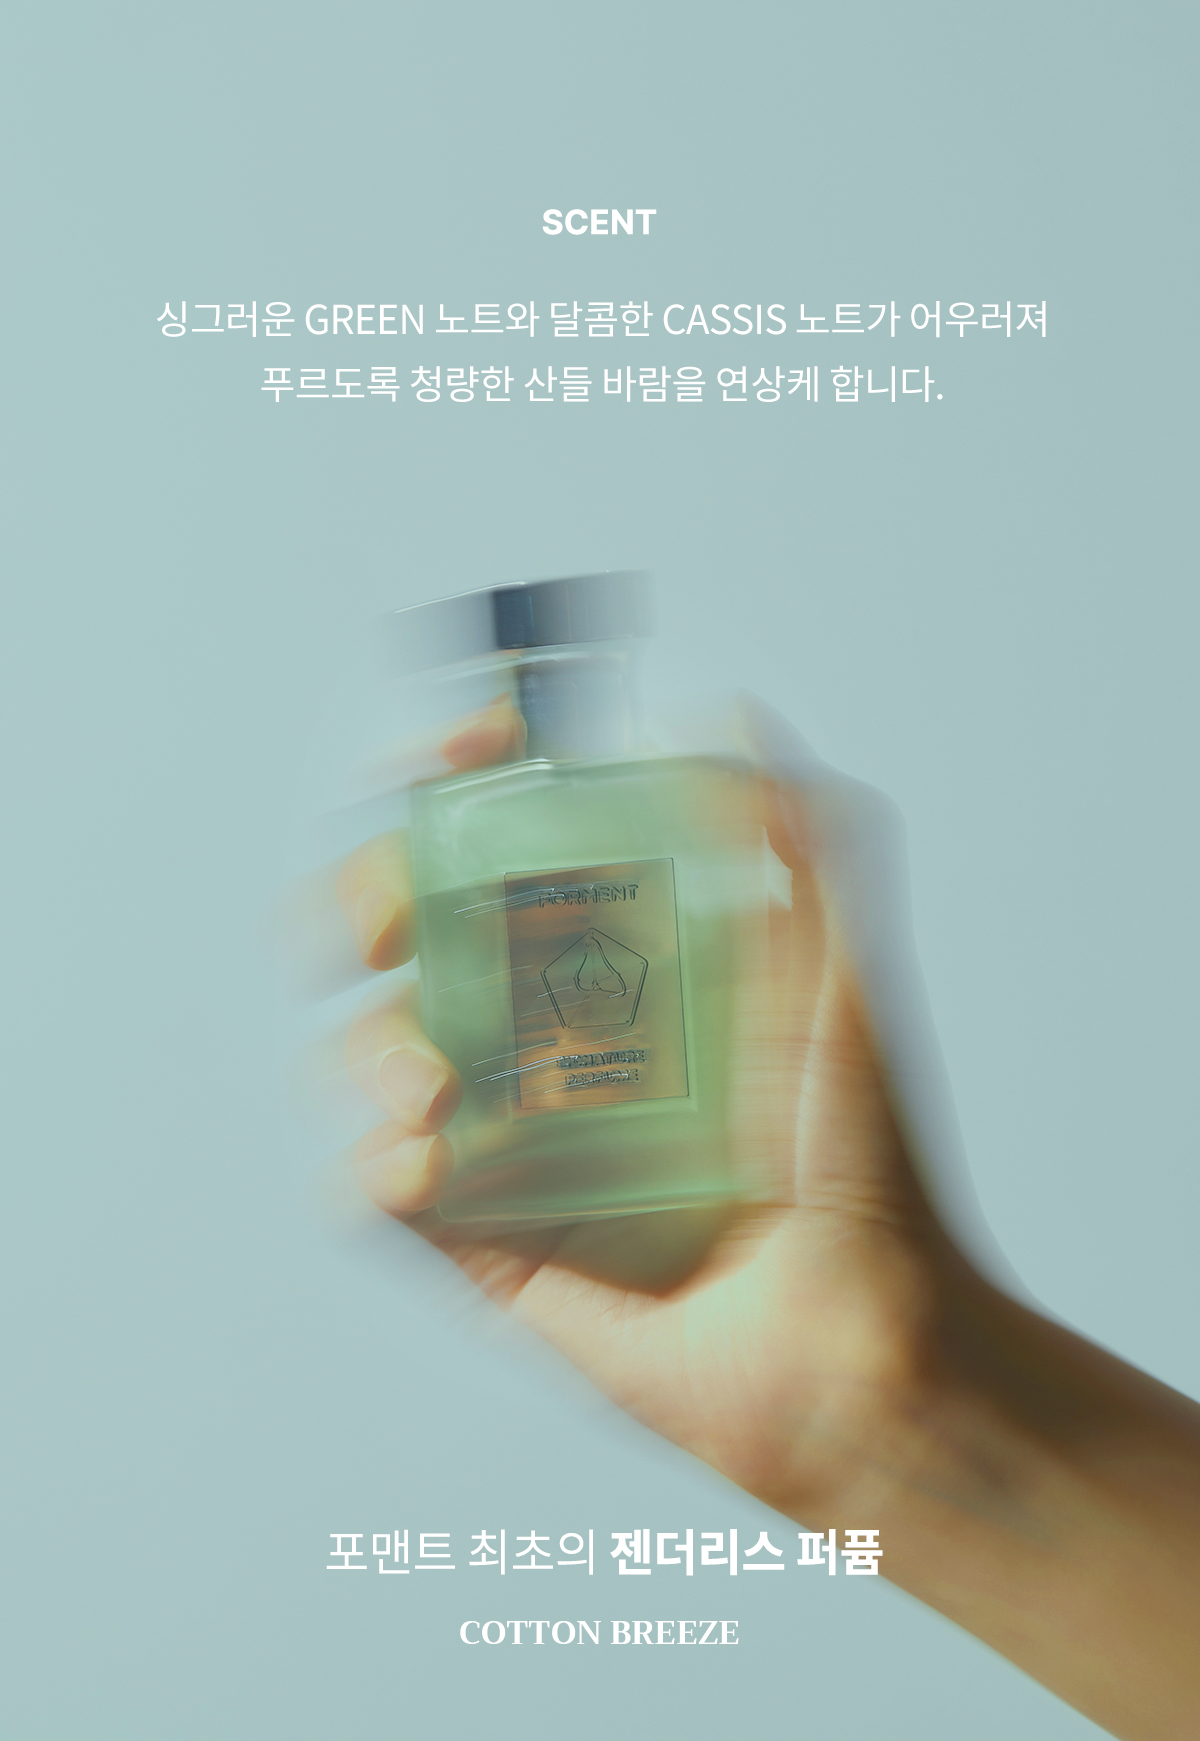 SCENT
싱그러운 GREEN 노트와 달콤한 CASSIS 노트가 어우러져
푸르도록 청량한 산들 바람을 연상케 합니다.
FORMENT
SIGNATURE
PERFUME
포맨트 최초의 젠더리스 퍼퓸
COTTON BREEZE